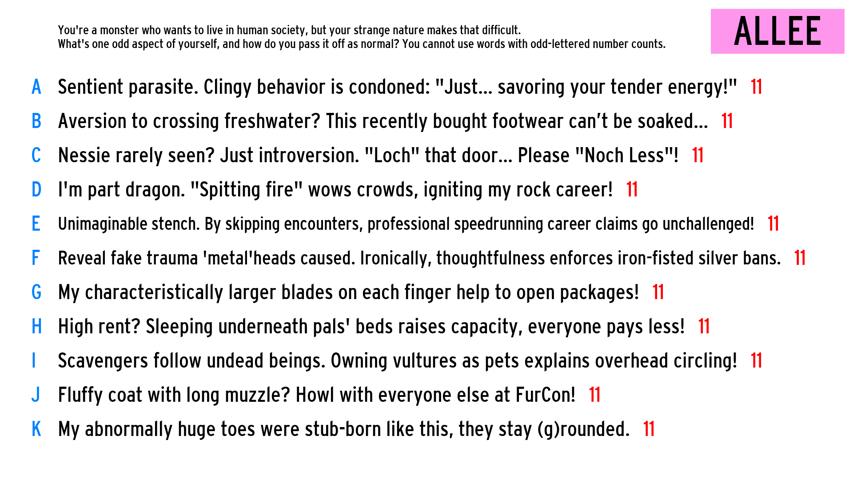 You're a monster who wants to live in human society, but your strange nature makes that difficult.
What's one odd aspect of yourself, and how do you pass it off as normal? You cannot use words with odd-lettered number counts.
ALLEE
A Sentient parasite. Clingy behavior is condoned: "Just... savoring your tender energy!" 11
B Aversion to crossing freshwater? This recently bought footwear can't be soaked... 11
C Nessie rarely seen? Just introversion. "Loch" that door... Please "Noch Less"! 11
D I'm part dragon. "Spitting fire" wows crowds, igniting my rock career! 11
E Unimaginable stench. By skipping encounters, professional speedrunning career claims go unchallenged! 11
F Reveal fake trauma 'metal'heads caused. Ironically, thoughtfulness enforces iron-fisted silver bans. 11
G My characteristically larger blades on each finger help to open packages! 11
H High rent? Sleeping underneath pals' beds raises capacity, everyone pays less! 11
I Scavengers follow undead beings. Owning vultures as pets explains overhead circling! 11
J Fluffy coat with long muzzle? Howl with everyone else at FurCon! 11
K My abnormally huge toes were stub-born like this, they stay (g)rounded. 11